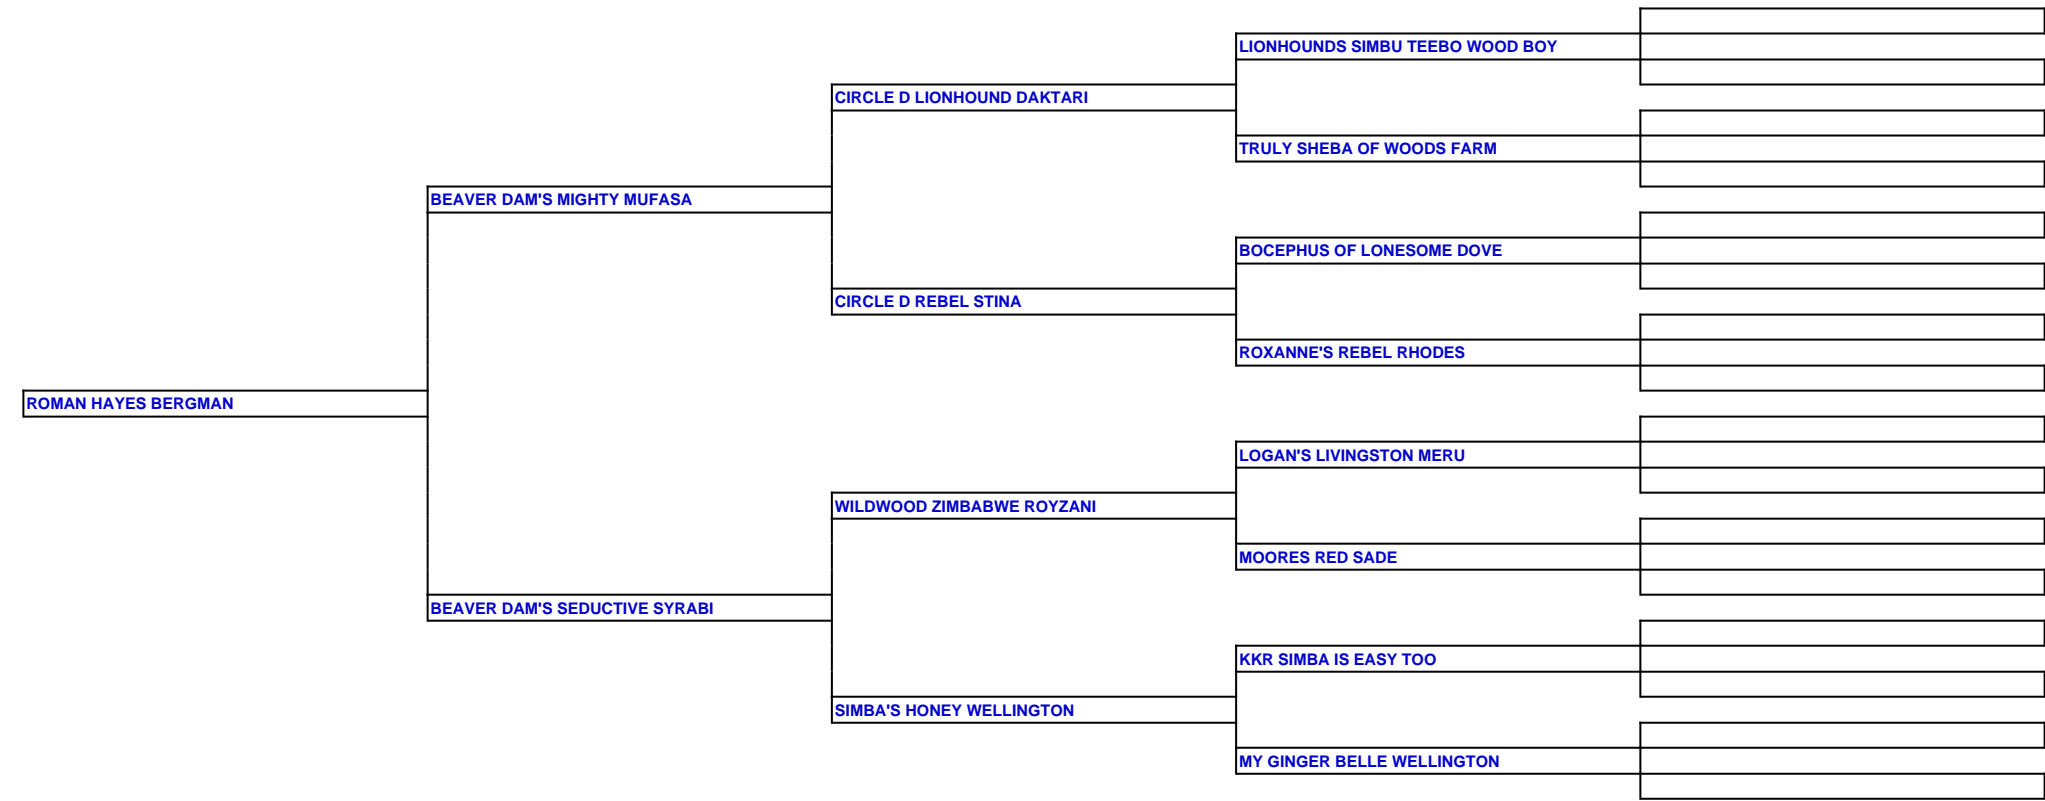 LIONHOUNDS SIMBU TEEBO WOOD BOY
CIRCLE D LIONHOUND DAKTARI
TRULY SHEBA OF WOODS FARM
BEAVER DAM'S MIGHTY MUFASA
BOCEPHUS OF LONESOME DOVE
CIRCLE D REBEL STINA
ROXANNE'S REBEL RHODES
ROMAN HAYES BERGMAN
LOGAN'S LIVINGSTON MERU
WILDWOOD ZIMBABWE ROYZANI
MOORES RED SADE
BEAVER DAM'S SEDUCTIVE SYRABI
KKR SIMBA IS EASY TOO
SIMBA'S HONEY WELLINGTON
MY GINGER BELLE WELLINGTON